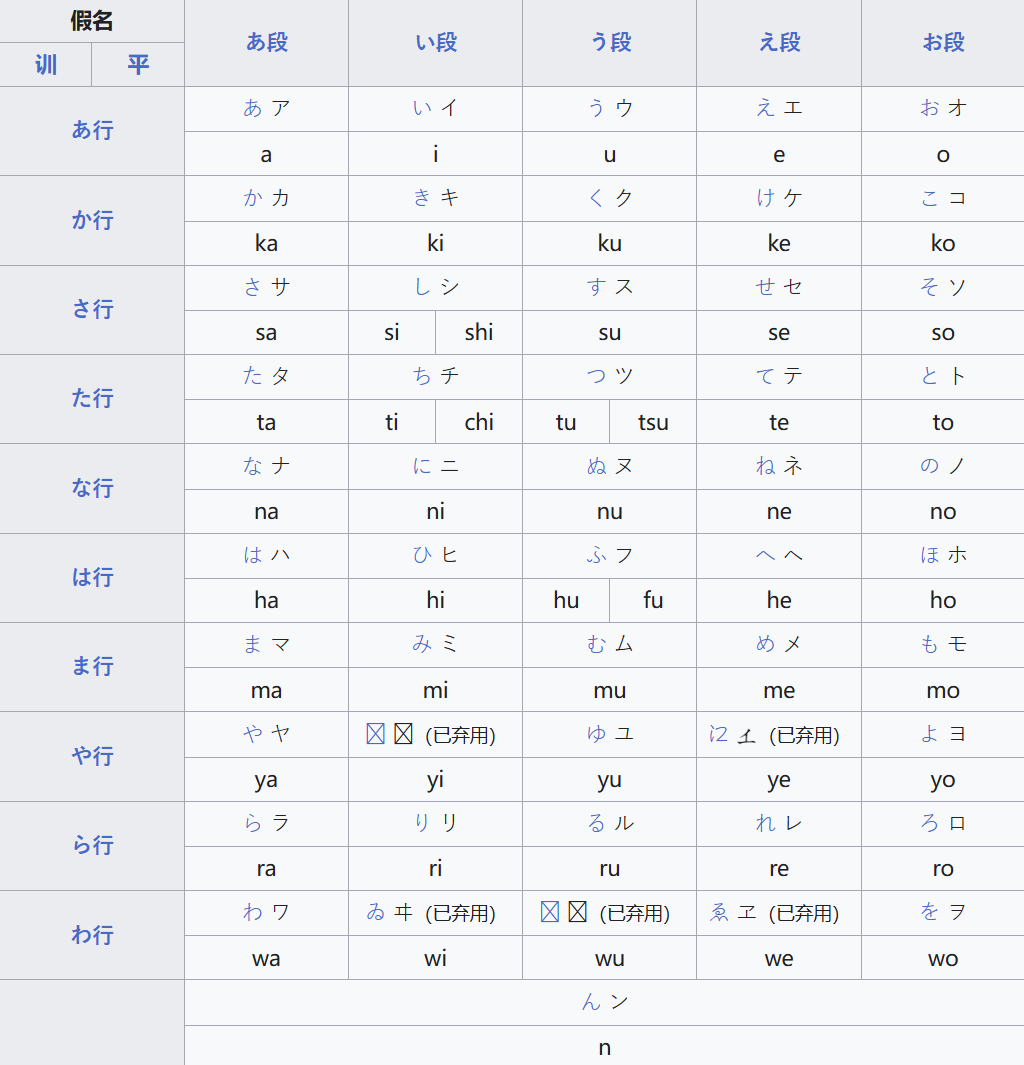 假名 あ段 い段 う段 え段 お段
训 平
あ行 あ ア い イ う ウ え エ お オ
a i u e o
か行 か カ き キ く ク け ケ こ コ
ka ki ku ke ko
さ行 さ サ し シ す ス せ セ そ ソ
sa si shi su se so
た行 た タ ち チ つ ツ て テ と ト
ta ti chi tu tsu te to
な行 な ナ に ニ ぬ ヌ ね ネ の ノ
na ni nu ne no
は行 は ハ ひ ヒ ふ フ へ ヘ ほ ホ
ha hi hu fu he ho
ま行 ま マ み ミ む ム め メ も モ
ma mi mu me mo
や行 や ヤ (已弃用) ゆ ユ (已弃用) よ ヨ
ya yi yu ye yo
ら行 ら ラ り リ る ル れ レ ろ ロ
ra ri ru re ro
わ行 わ ワ ゐ ヰ (已弃用) (已弃用) ゑ ヱ (已弃用) を ヲ
wa wi wu we wo
ん ン
n